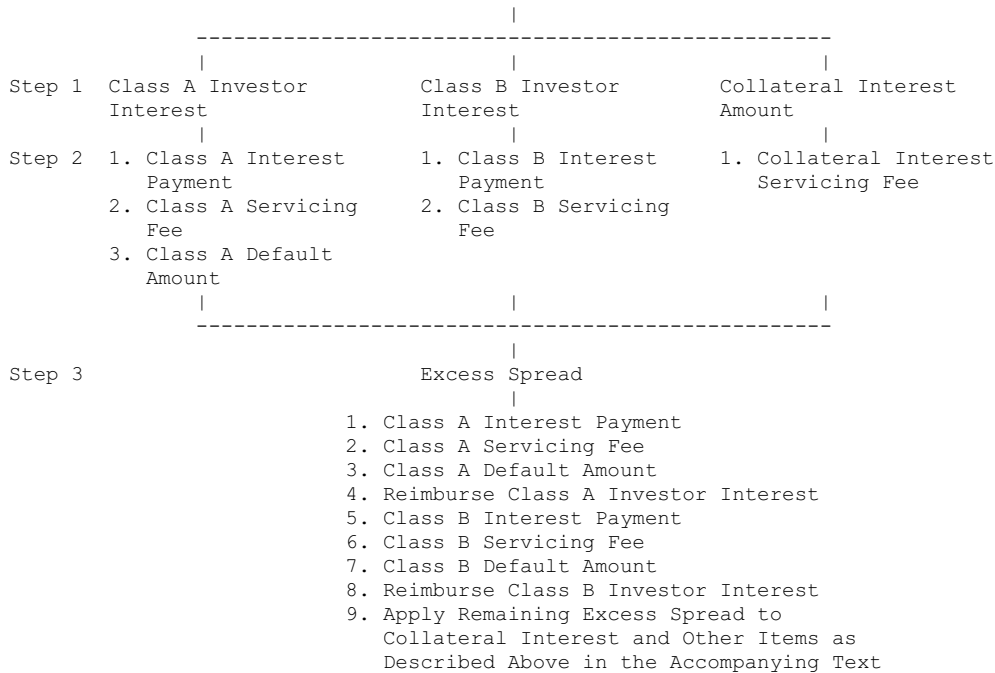 Step 1 Class A Investor Interest Class B Investor Interest Collateral Interest Amount
Step 2 1. Class A Interest Payment
2. Class A Servicing Fee
3. Class A Default Amount
1. Class B Interest Payment
2. Class B Servicing Fee
1. Collateral Interest Servicing Fee
Step 3 Excess Spread
1. Class A Interest Payment
2. Class A Servicing Fee
3. Class A Default Amount
4. Reimburse Class A Investor Interest
5. Class B Interest Payment
6. Class B Servicing Fee
7. Class B Default Amount
8. Reimburse Class B Investor Interest
9. Apply Remaining Excess Spread to
Collateral Interest and Other Items as
Described Above in the Accompanying Text